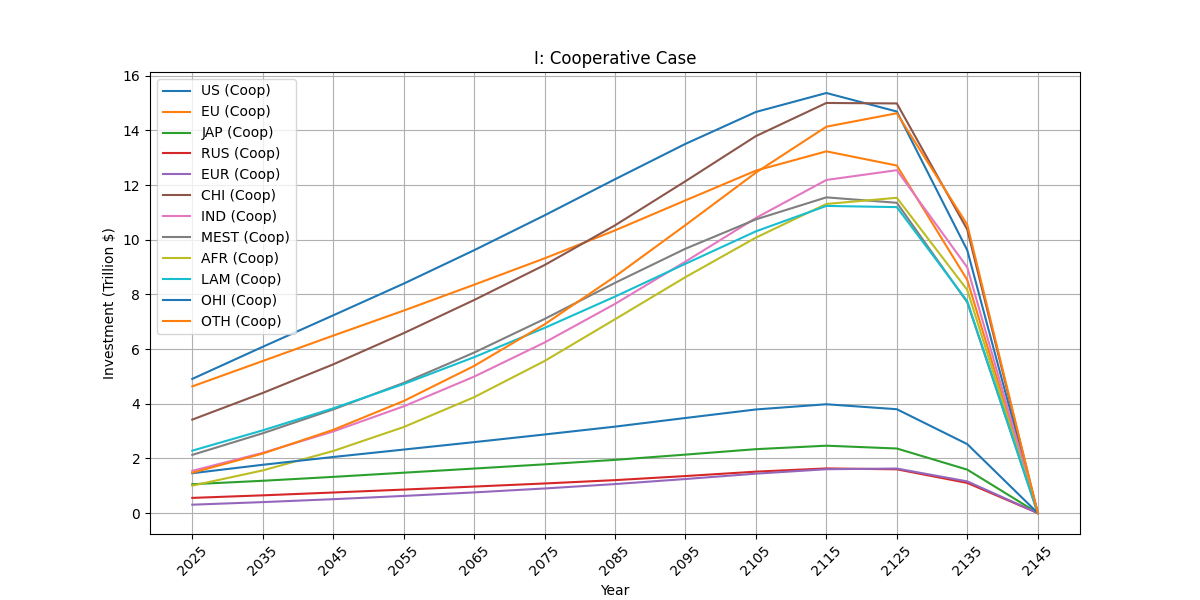 I: Cooperative Case
Investment (Trillion $)
16
14
12
10
8
6
4
2
0
US (Coop)
EU (Coop)
JAP (Coop)
RUS (Coop)
EUR (Coop)
CHI (Coop)
IND (Coop)
MEST (Coop)
AFR (Coop)
LAM (Coop)
OHI (Coop)
OTH (Coop)
2025
2035
2045
2055
2065
2075
2085
2095
2105
2115
2125
2135
2145
Year